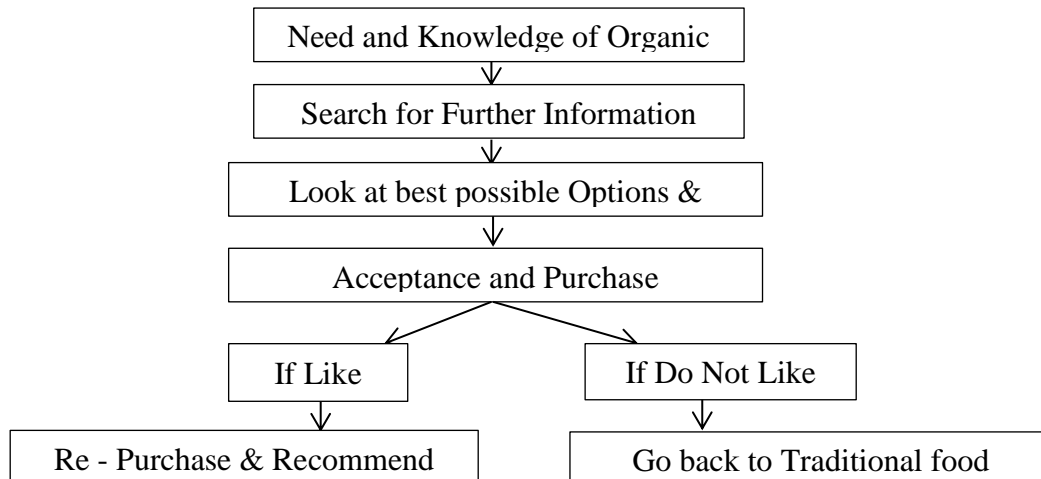 Need and Knowledge of Organic
Search for Further Information
Look at best possible Options &
Acceptance and Purchase
If Like
If Do Not Like
Re - Purchase & Recommend
Go back to Traditional food